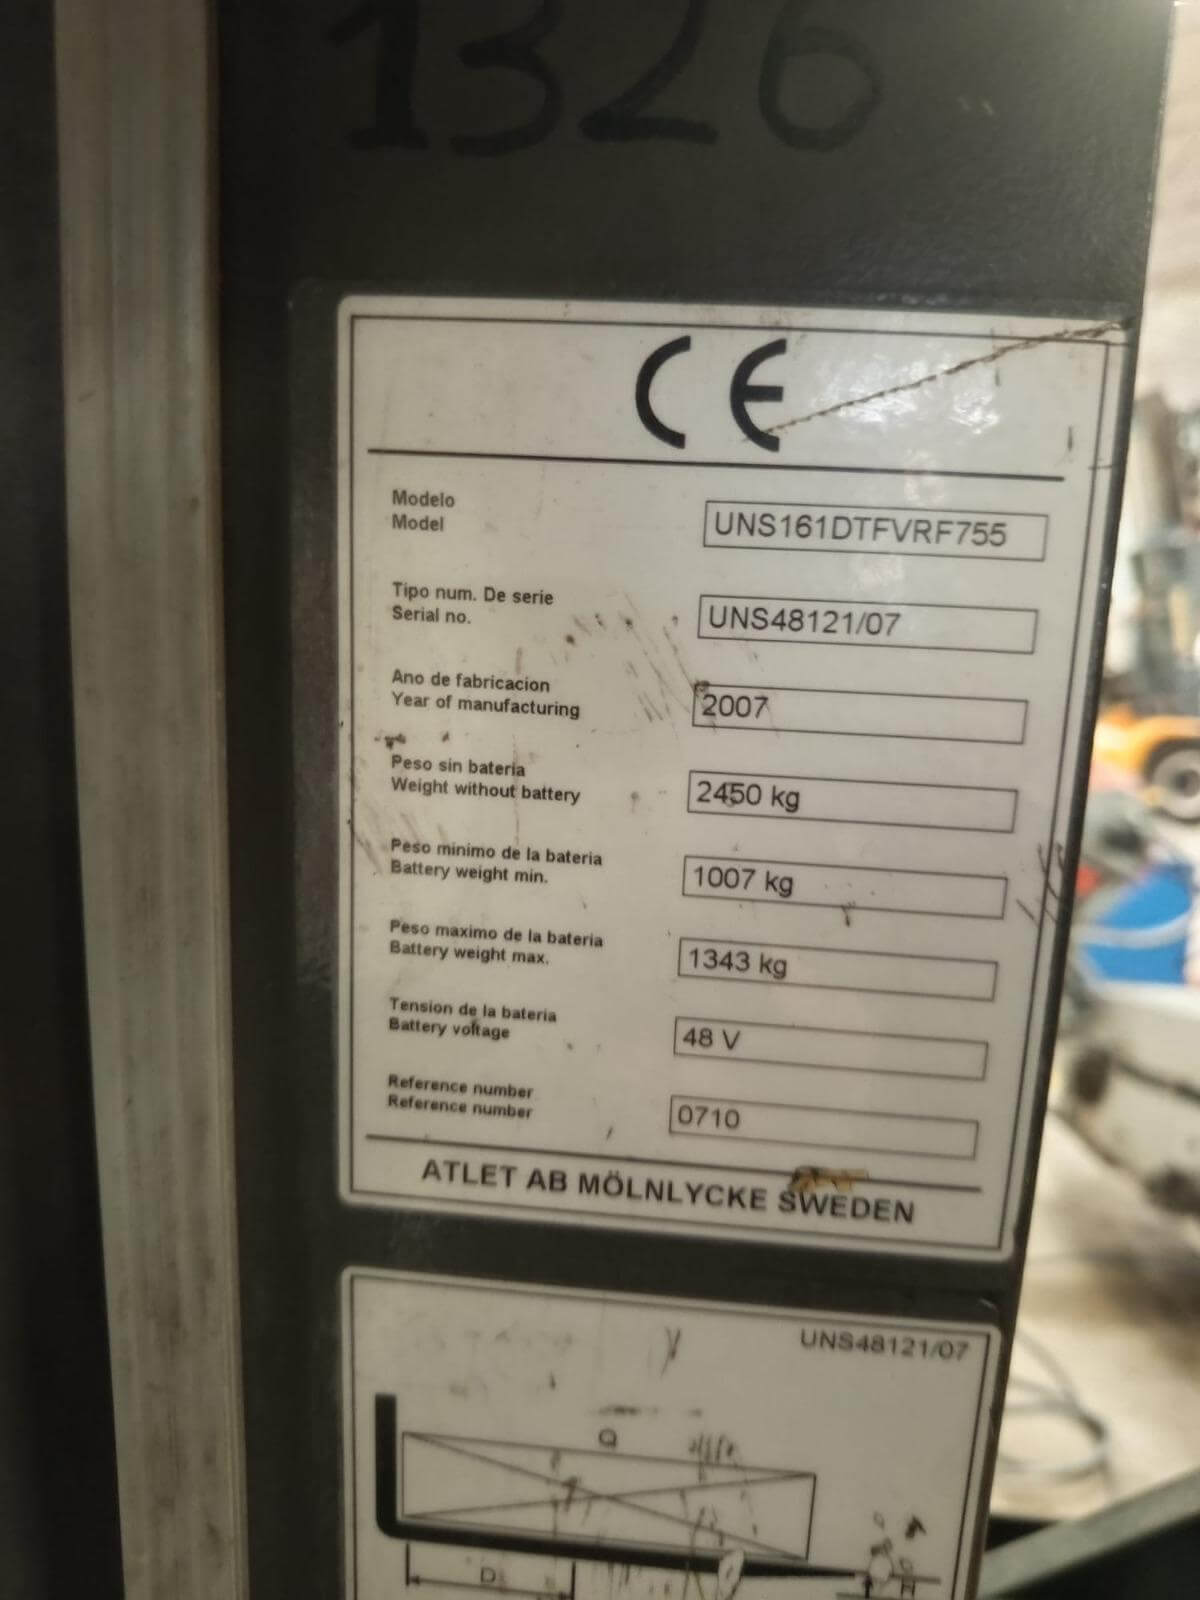 1326
CE
Modelo
Model
UNS161DTFVRF755
Tipo num. De serie
Serial no.
UNS48121/07
Ano de fabricacion
Year of manufacturing
2007
Peso sin bateria
Weight without battery
2450 kg
Peso minimo de la bateria
Battery weight min.
1007 kg
Peso maximo de la bateria
Battery weight max.
1343 kg
Tension de la bateria
Battery voltage
48 V
Reference number
Reference number
0710
ATLET AB MÖLNLYCKE SWEDEN
UNS48121/07
Q
D
H